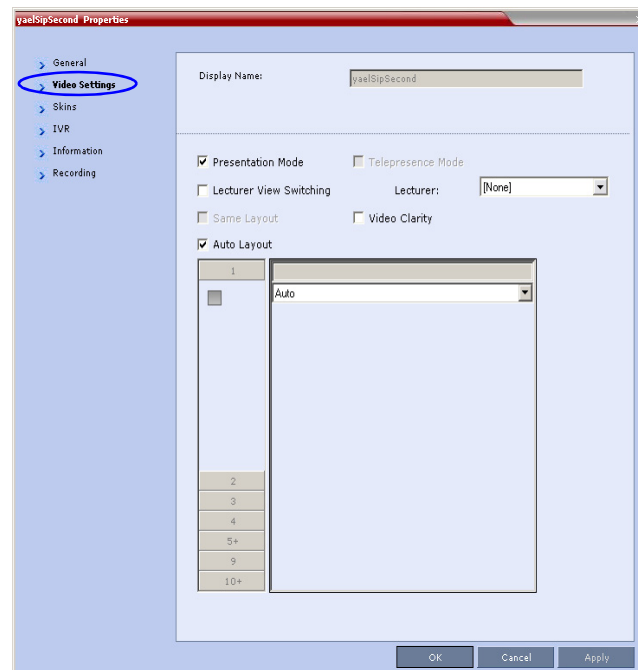 yaelSipSecond Properties
General
Video Settings
Skins
IVR
Information
Recording
Display Name: yaelSipSecond
Presentation Mode Telepresence Mode
Lecturer View Switching Lecturer: [None]
Same Layout Video Clarity
Auto Layout
1
Auto
2
3
4
5+
9
10+
OK Cancel Apply